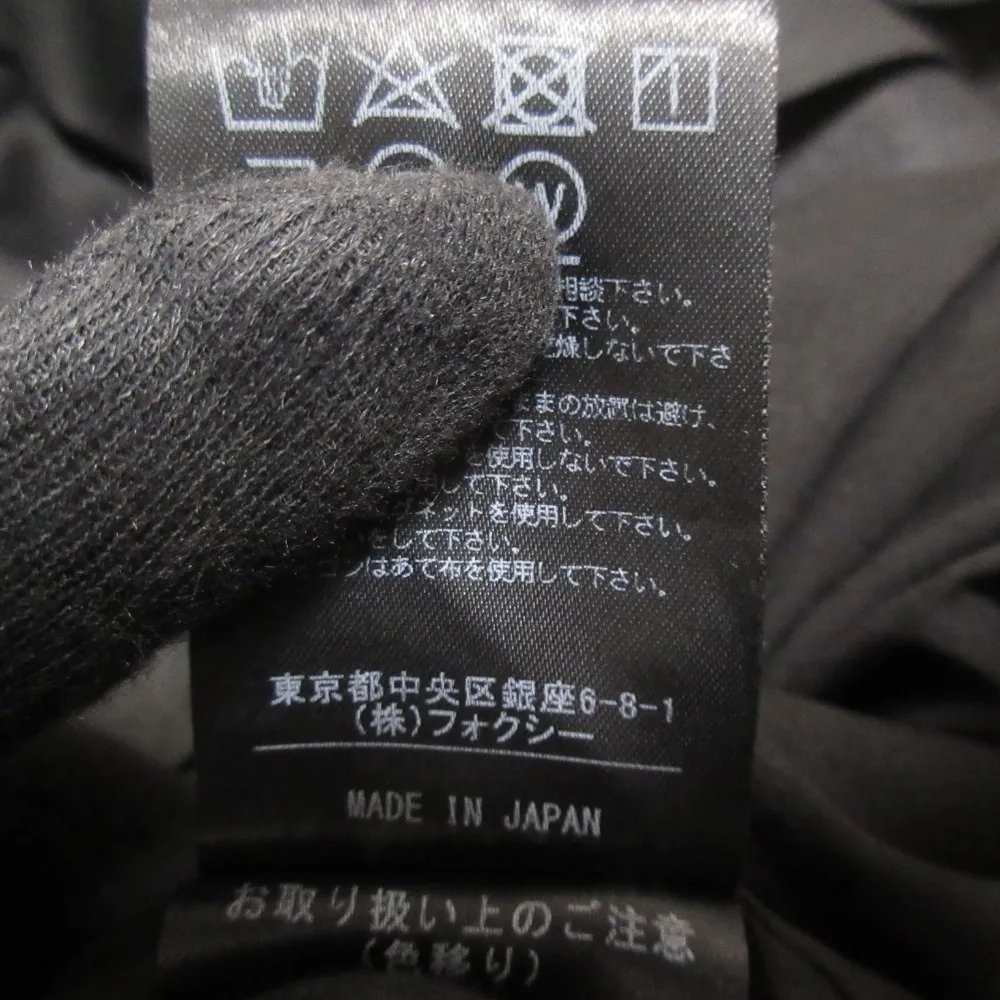 W
相談下さい。
下さい。
燥しないで下さ
まの放置は避け、
て下さい。
使用しないで下さい。
して下さい。
ネットを使用して下さい。
して下さい。
はあて布を使用して下さい。
東京都中央区銀座6-8-1
(株)フォクシー
MADE IN JAPAN
お取り扱い上のご注意
(色移り)